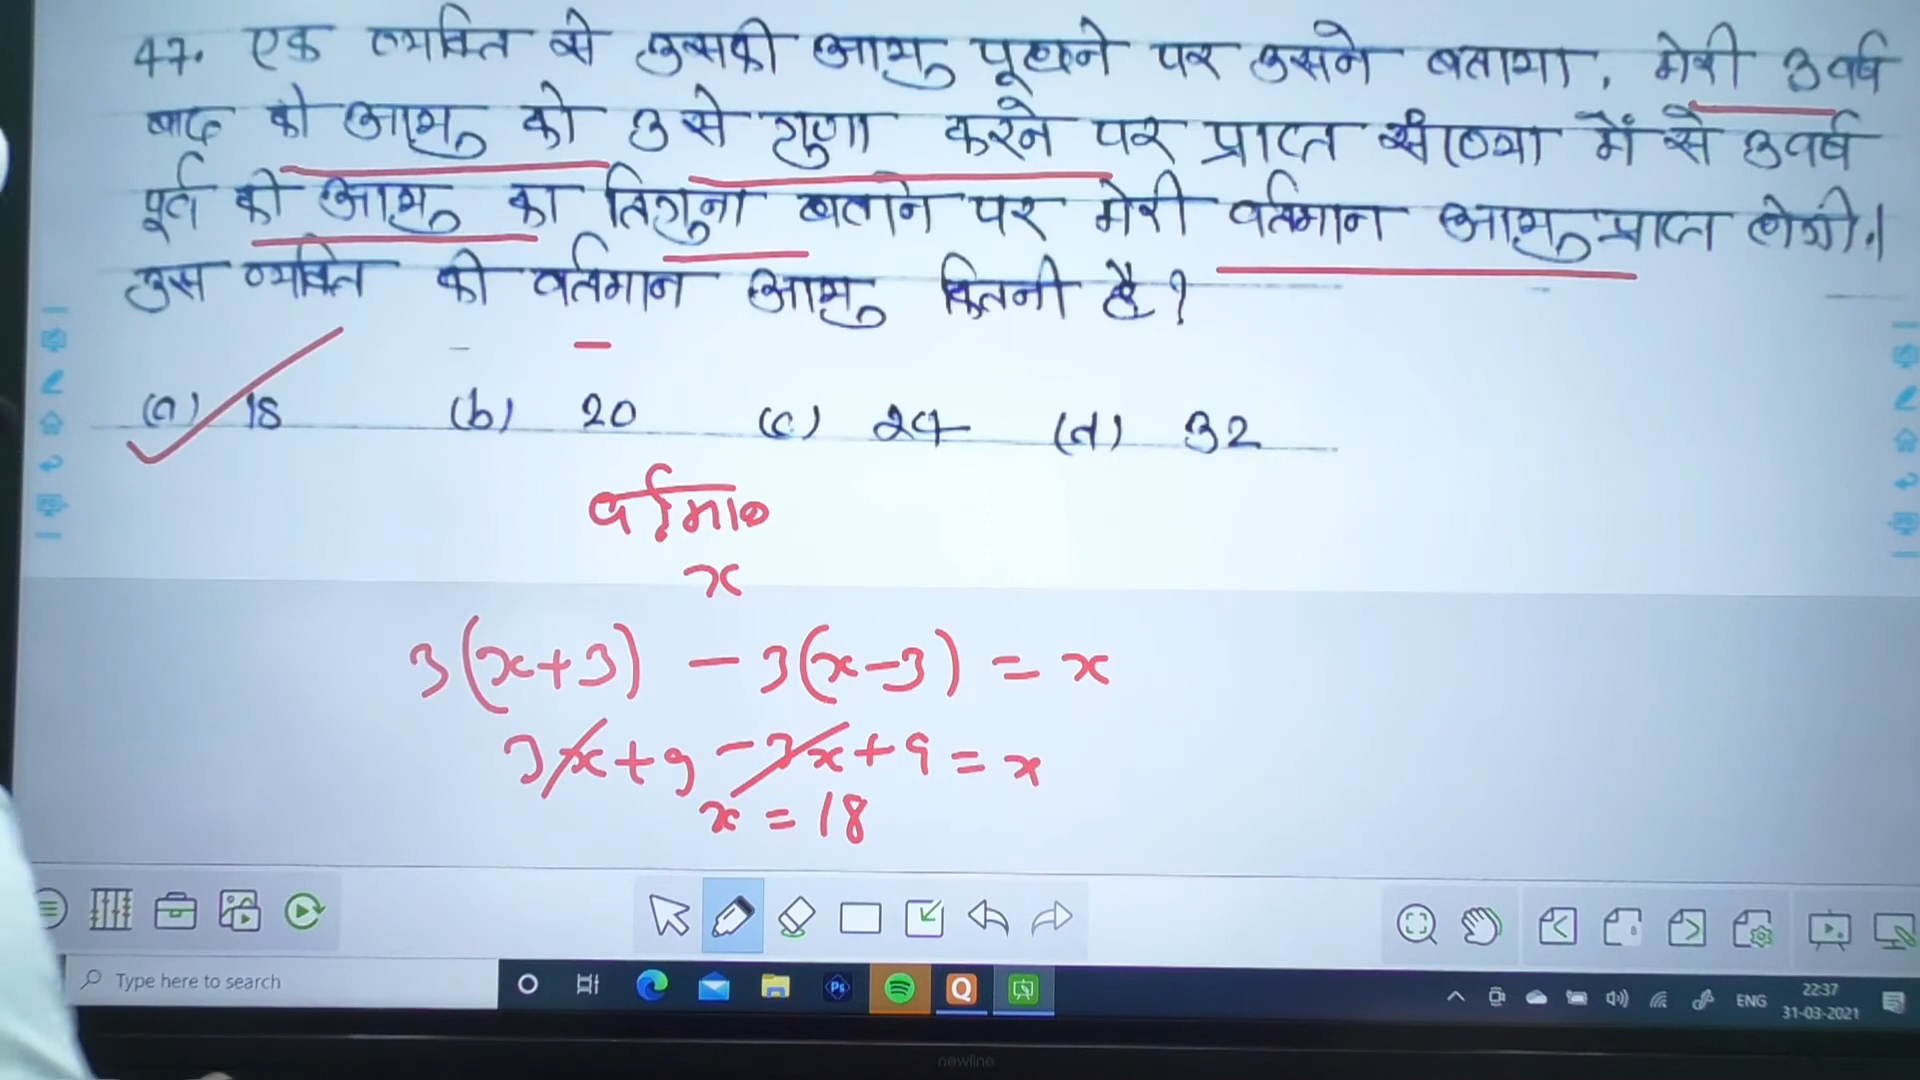 47. एक व्यक्ति से उसकी आयु पूछने पर उसने बताया, मेरी 3 वर्ष
बाद की आयु को 3 से गुणा करने पर प्राप्त संख्या में से 3 वर्ष
पूर्व की आयु का तिगुना घटाने पर मेरी वर्तमान आयु प्राप्त होगी।
उस व्यक्ति की वर्तमान आयु कितनी है?
(a) 18 (b) 20 (c) 24 (d) 32
x
3(x+3) - 3(x-3) = x
3x+9 - 3x+9 = x
x = 18
Type here to search
Ps
Q
ENG
22:37
31-03-2021
newline